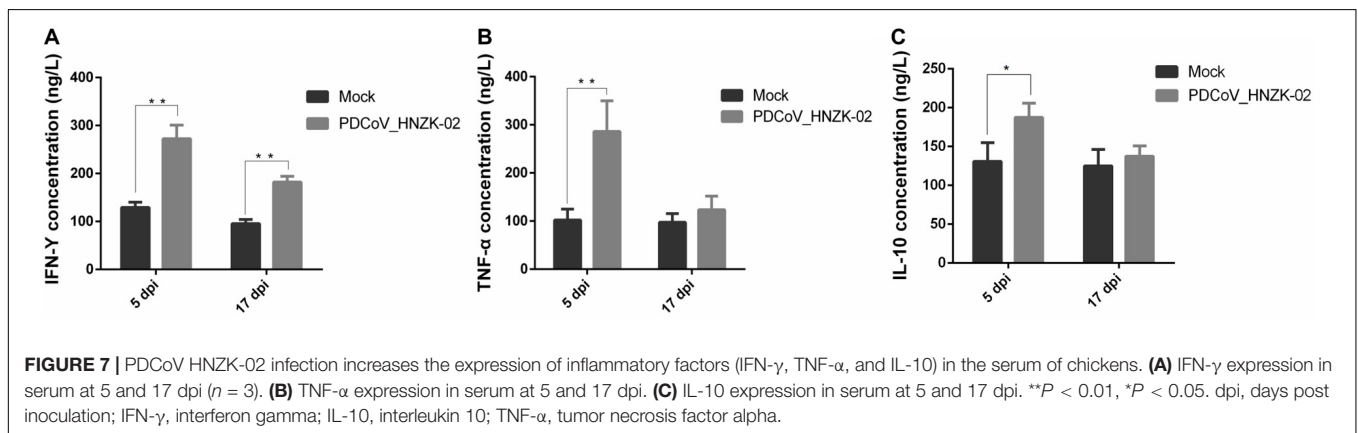 A
IFN-Y concentration (ng/L)
400
300
200
100
0
**
**
5 dpi
17 dpi
Mock
PDCoV_HNZK-02
B
TNF-α concentration (ng/L)
400
300
200
100
0
**
5 dpi
17 dpi
Mock
PDCoV_HNZK-02
C
IL-10 concentration (ng/L)
250
200
150
100
50
0
*
5 dpi
17 dpi
Mock
PDCoV_HNZK-02
FIGURE 7 | PDCoV HNZK-02 infection increases the expression of inflammatory factors (IFN-γ, TNF-α, and IL-10) in the serum of chickens. (A) IFN-γ expression in
serum at 5 and 17 dpi (n = 3). (B) TNF-α expression in serum at 5 and 17 dpi. (C) IL-10 expression in serum at 5 and 17 dpi. **P < 0.01, *P < 0.05. dpi, days post
inoculation; IFN-γ, interferon gamma; IL-10, interleukin 10; TNF-α, tumor necrosis factor alpha.